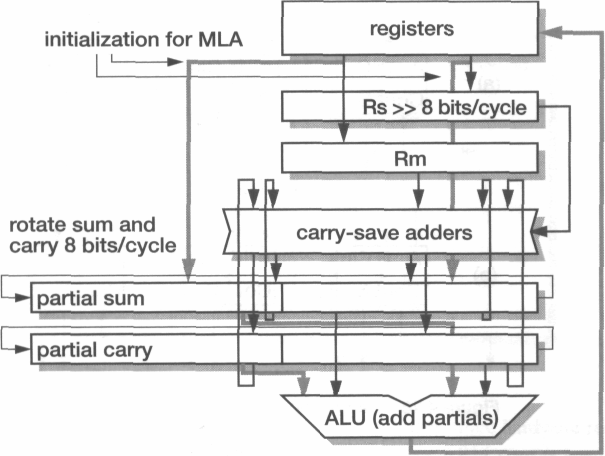 registers
initialization for MLA
Rs >> 8 bits/cycle
Rm
rotate sum and
carry 8 bits/cycle
carry-save adders
partial sum
partial carry
ALU (add partials)